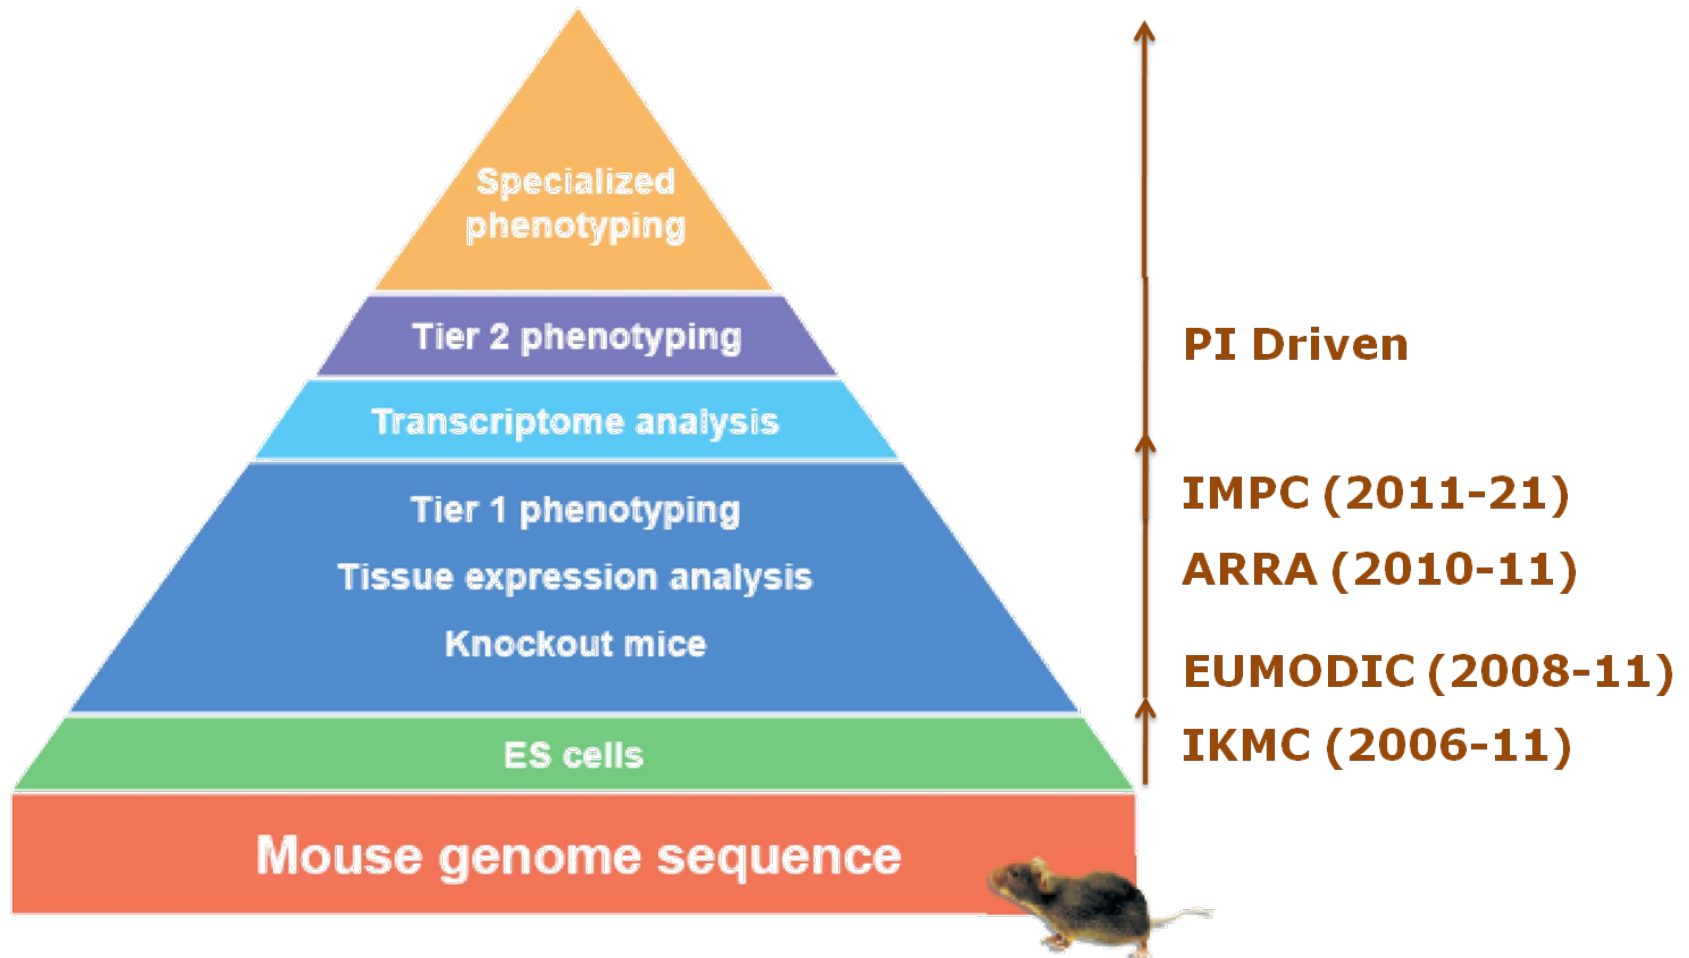 Specialized
phenotyping
Tier 2 phenotyping
Transcriptome analysis
Tier 1 phenotyping
Tissue expression analysis
Knockout mice
ES cells
Mouse genome sequence
PI Driven
IMPC (2011-21)
ARRA (2010-11)
EUMODIC (2008-11)
IKMC (2006-11)